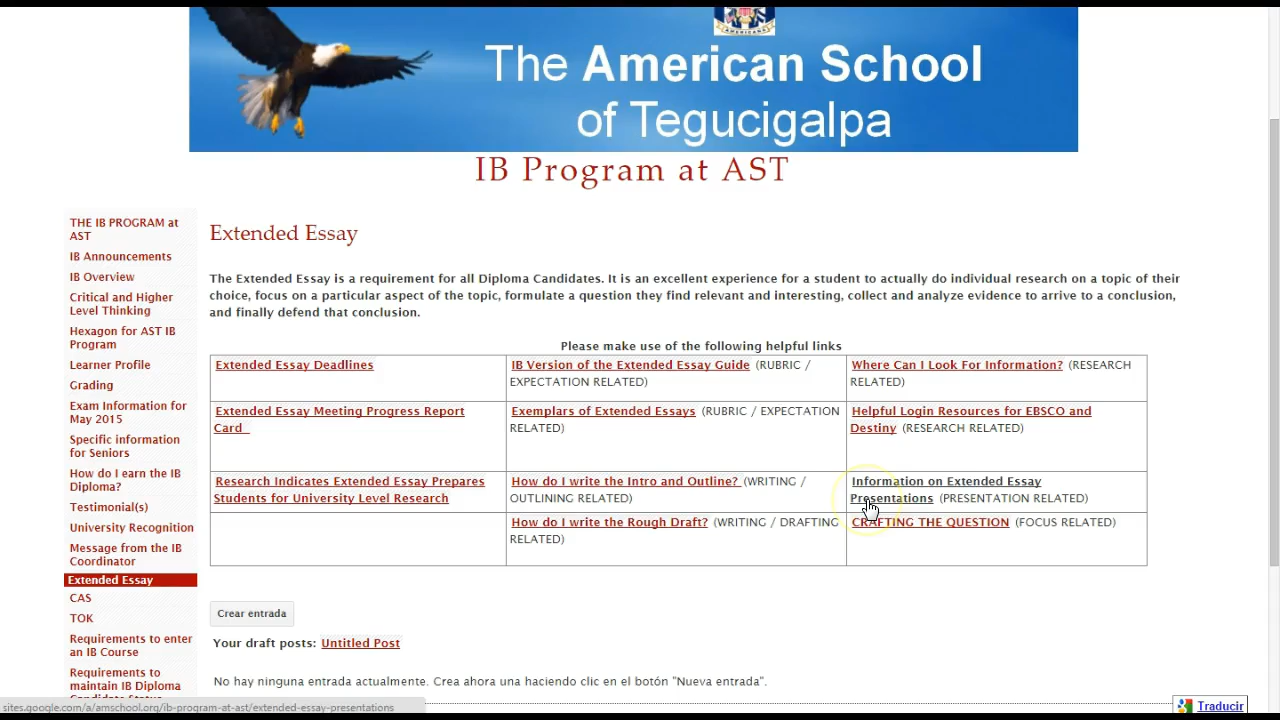 AMERICANA
The American School
of Tegucigalpa
IB Program at AST
THE IB PROGRAM at
AST
IB Announcements
IB Overview
Critical and Higher
Level Thinking
Hexagon for AST IB
Program
Learner Profile
Grading
Exam Information for
May 2015
Specific information
for Seniors
How do I earn the IB
Diploma?
Testimonial(s)
University Recognition
Message from the IB
Coordinator
Extended Essay
CAS
TOK
Requirements to enter
an IB Course
Requirements to
maintain IB Diploma
Candidate Status
Extended Essay
The Extended Essay is a requirement for all Diploma Candidates. It is an excellent experience for a student to actually do individual research on a topic of their
choice, focus on a particular aspect of the topic, formulate a question they find relevant and interesting, collect and analyze evidence to arrive to a conclusion,
and finally defend that conclusion.
Please make use of the following helpful links
Extended Essay Deadlines
IB Version of the Extended Essay Guide (RUBRIC /
EXPECTATION RELATED)
Where Can I Look For Information? (RESEARCH
RELATED)
Extended Essay Meeting Progress Report
Card
Exemplars of Extended Essays (RUBRIC / EXPECTATION
RELATED)
Helpful Login Resources for EBSCO and
Destiny (RESEARCH RELATED)
Research Indicates Extended Essay Prepares
Students for University Level Research
How do I write the Intro and Outline? (WRITING /
OUTLINING RELATED)
Information on Extended Essay
Presentations (PRESENTATION RELATED)
How do I write the Rough Draft? (WRITING / DRAFTING
RELATED)
CRAFTING THE QUESTION (FOCUS RELATED)
Crear entrada
Your draft posts: Untitled Post
No hay ninguna entrada actualmente. Crea ahora una haciendo clic en el botón "Nueva entrada".
sites.google.com/a/amschool.org/ib-program-at-ast/extended-essay-presentations
Traducir